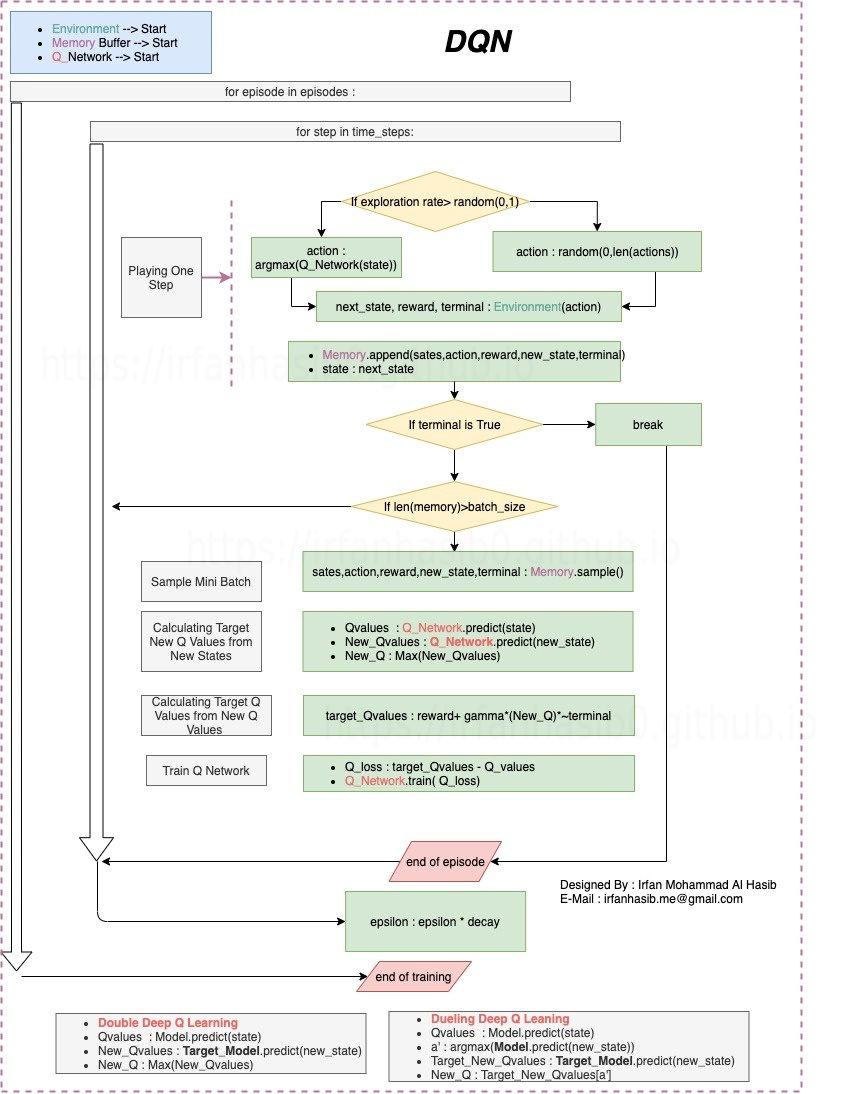 DQN
Environment --> Start
Memory Buffer --> Start
Q_Network --> Start
for episode in episodes :
for step in time_steps:
If exploration rate> random(0,1)
Playing One
Step
action :
argmax(Q_Network(state))
action : random(0,len(actions))
next_state, reward, terminal : Environment(action)
https://irfanhasib0.github.io
Memory.append(sates,action,reward,new_state,terminal)
state : next_state
If terminal is True
break
If len(memory)>batch_size
https://irfanhasib0.github.io
Sample Mini Batch
sates,action,reward,new_state,terminal : Memory.sample()
Calculating Target
New Q Values from
New States
Qvalues : Q_Network.predict(state)
New_Qvalues : Q_Network.predict(new_state)
New_Q : Max(New_Qvalues)
Calculating Target Q
Values from New Q
Values
target_Qvalues : reward+ gamma*(New_Q)*~terminal
https://irfanhasib0.github.io
Train Q Network
Q_loss : target_Qvalues - Q_values
Q_Network.train( Q_loss)
end of episode
Designed By : Irfan Mohammad Al Hasib
E-Mail : irfanhasib.me@gmail.com
epsilon : epsilon * decay
end of training
Double Deep Q Learning
Qvalues : Model.predict(state)
New_Qvalues : Target_Model.predict(new_state)
New_Q : Max(New_Qvalues)
Dueling Deep Q Leaning
Qvalues : Model.predict(state)
a' : argmax(Model.predict(new_state))
Target_New_Qvalues : Target_Model.predict(new_state)
New_Q : Target_New_Qvalues[a']